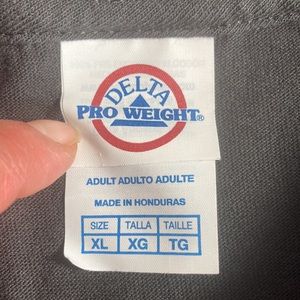 DELTA
PRO WEIGHT®
ADULT ADULTO ADULTE
MADE IN HONDURAS
SIZE TALLA TAILLE
XL XG TG